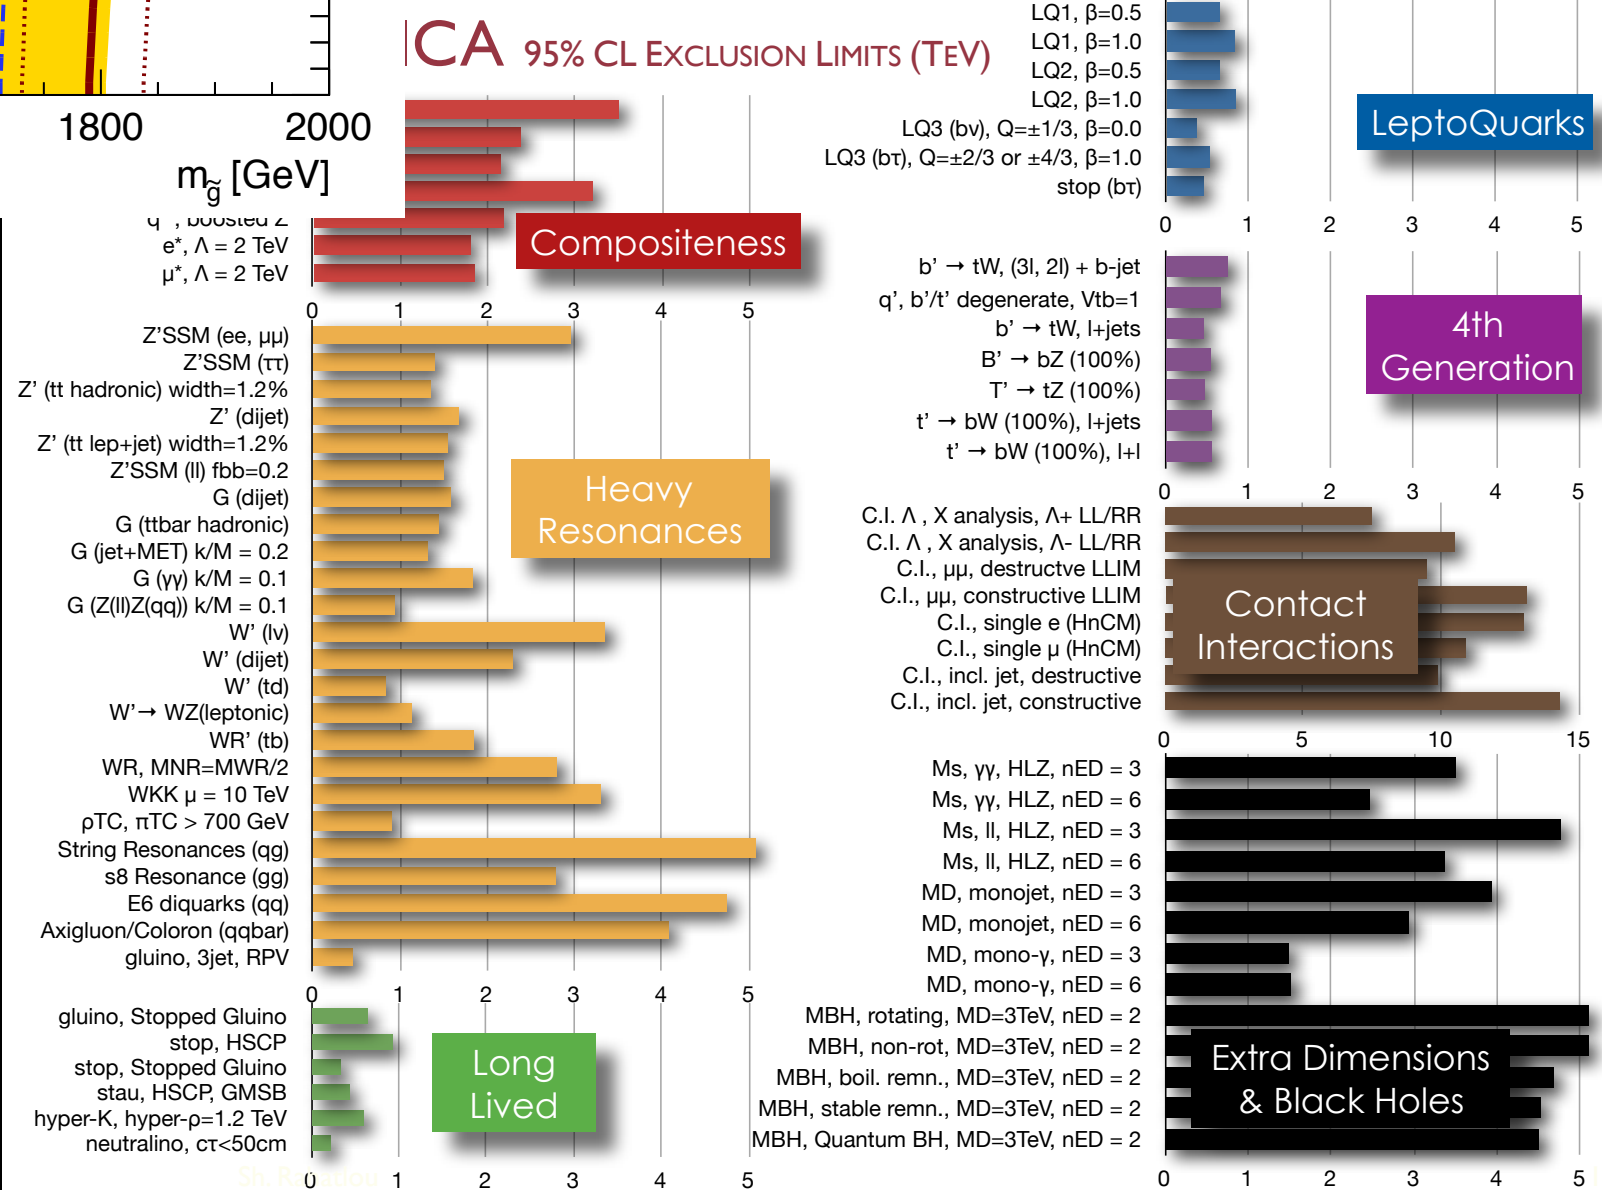 1800 2000
mg̃ [GeV]
CA 95% CL EXCLUSION LIMITS (TEV)
boosted Z
e*, Λ = 2 TeV
μ*, Λ = 2 TeV
Compositeness
0 1 2 3 4 5
Z’SSM (ee, μμ)
Z’SSM (ττ)
Z’ (tt hadronic) width=1.2%
Z’ (dijet)
Z’ (tt lep+jet) width=1.2%
Z’SSM (ll) fbb=0.2
G (dijet)
G (ttbar hadronic)
G (jet+MET) k/M = 0.2
G (γγ) k/M = 0.1
G (Z(ll)Z(qq)) k/M = 0.1
W’ (lν)
W’ (dijet)
W’ (td)
W’→ WZ(leptonic)
WR’ (tb)
WR, MNR=MWR/2
WKK μ = 10 TeV
ρTC, πTC > 700 GeV
String Resonances (qg)
s8 Resonance (gg)
E6 diquarks (qq)
Axigluon/Coloron (qqbar)
gluino, 3jet, RPV
Heavy
Resonances
0 1 2 3 4 5
gluino, Stopped Gluino
stop, HSCP
stop, Stopped Gluino
stau, HSCP, GMSB
hyper-K, hyper-ρ=1.2 TeV
neutralino, cτ<50cm
Long
Lived
0 1 2 3 4 5
LQ1, β=0.5
LQ1, β=1.0
LQ2, β=0.5
LQ2, β=1.0
LQ3 (bν), Q=±1/3, β=0.0
LQ3 (bτ), Q=±2/3 or ±4/3, β=1.0
stop (bτ)
LeptoQuarks
0 1 2 3 4 5
b’ → tW, (3l, 2l) + b-jet
q’, b’/t’ degenerate, Vtb=1
b’ → tW, l+jets
B’ → bZ (100%)
T’ → tZ (100%)
t’ → bW (100%), l+jets
t’ → bW (100%), l+l
4th
Generation
0 1 2 3 4 5
C.I. Λ , X analysis, Λ+ LL/RR
C.I. Λ , X analysis, Λ- LL/RR
C.I., μμ, destructve LLIM
C.I., μμ, constructive LLIM
C.I., single e (HnCM)
C.I., single μ (HnCM)
C.I., incl. jet, destructive
C.I., incl. jet, constructive
Contact
Interactions
0 5 10 15
Ms, γγ, HLZ, nED = 3
Ms, γγ, HLZ, nED = 6
Ms, ll, HLZ, nED = 3
Ms, ll, HLZ, nED = 6
MD, monojet, nED = 3
MD, monojet, nED = 6
MD, mono-γ, nED = 3
MD, mono-γ, nED = 6
MBH, rotating, MD=3TeV, nED = 2
MBH, non-rot, MD=3TeV, nED = 2
MBH, boil. remn., MD=3TeV, nED = 2
MBH, stable remn., MD=3TeV, nED = 2
MBH, Quantum BH, MD=3TeV, nED = 2
Extra Dimensions
& Black Holes
0 1 2 3 4 5